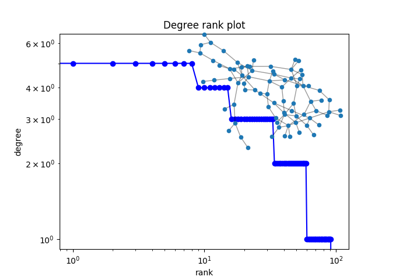 Degree rank plot
6 × 10⁰
4 × 10⁰
3 × 10⁰
2 × 10⁰
10⁰
degree
10⁰
10¹
10²
rank